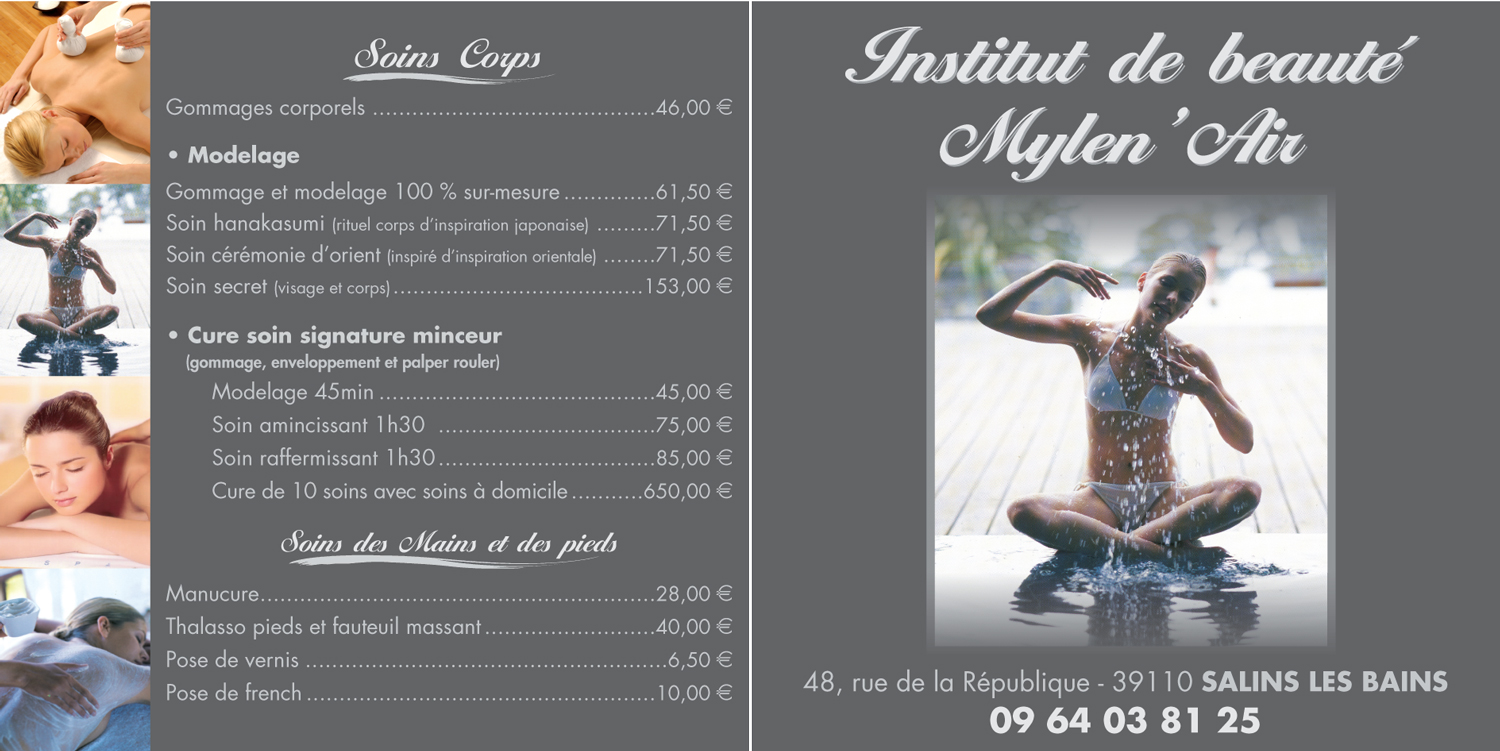 Soins Corps
Gommages corporels ...........................................46,00 €
• Modelage
Gommage et modelage 100 % sur-mesure ..............61,50 €
Soin hanakasumi (rituel corps d’inspiration japonaise) .........71,50 €
Soin cérémonie d’orient (inspiré d’inspiration orientale) ........71,50 €
Soin secret (visage et corps) ......................................153,00 €
• Cure soin signature minceur
(gommage, enveloppement et palper rouler)
Modelage 45min ..........................................45,00 €
Soin amincissant 1h30 ..................................75,00 €
Soin raffermissant 1h30 .................................85,00 €
Cure de 10 soins avec soins à domicile ...........650,00 €
Soins des Mains et des pieds
Manucure............................................................28,00 €
Thalasso pieds et fauteuil massant ..........................40,00 €
Pose de vernis .......................................................6,50 €
Pose de french .....................................................10,00 €
Institut de beauté
Mylen’Air
48, rue de la République - 39110 SALINS LES BAINS
09 64 03 81 25